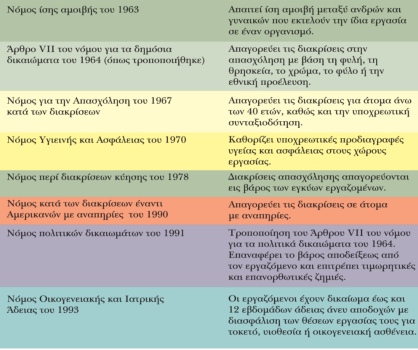 Νόμος ίσης αμοιβής του 1963
Απαιτεί ίση αμοιβή μεταξύ ανδρών και
γυναικών που εκτελούν την ίδια εργασία
σε έναν οργανισμό.
Άρθρο VII του νόμου για τα δημόσια
δικαιώματα του 1964 (όπως τροποποιήθηκε)
Απαγορεύει τις διακρίσεις στην
απασχόληση με βάση τη φυλή, τη
θρησκεία, το χρώμα, το φύλο ή την
εθνική προέλευση.
Νόμος για την Απασχόληση του 1967
κατά των διακρίσεων
Απαγορεύει τις διακρίσεις για άτομα άνω
των 40 ετών, καθώς και την υποχρεωτική
συνταξιοδότηση.
Νόμος Υγιεινής και Ασφάλειας του 1970
Καθορίζει υποχρεωτικές προδιαγραφές
υγείας και ασφάλειας στους χώρους
εργασίας.
Νόμος περί διακρίσεων κύησης του 1978
Διακρίσεις απασχόλησης απαγορεύονται
εις βάρος των εγκύων εργαζομένων.
Νόμος κατά των διακρίσεων έναντι
Αμερικανών με αναπηρίες του 1990
Απαγορεύει τις διακρίσεις σε άτομα
με αναπηρίες.
Νόμος πολιτικών δικαιωμάτων του 1991
Τροποποίηση του Άρθρου VII του νόμου
για τα πολιτικά δικαιώματα του 1964.
Επαναφέρει το βάρος αποδείξεως από
τον εργαζόμενο και επιτρέπει τιμωρητικές
και επανορθωτικές ζημιές.
Νόμος Οικογενειακής και Ιατρικής
Άδειας του 1993
Οι εργαζόμενοι έχουν δικαίωμα έως και
12 εβδομάδων άδειας άνευ αποδοχών με
διασφάλιση των θέσεων εργασίας τους για
τοκετό, υιοθεσία ή οικογενειακή ασθένεια.